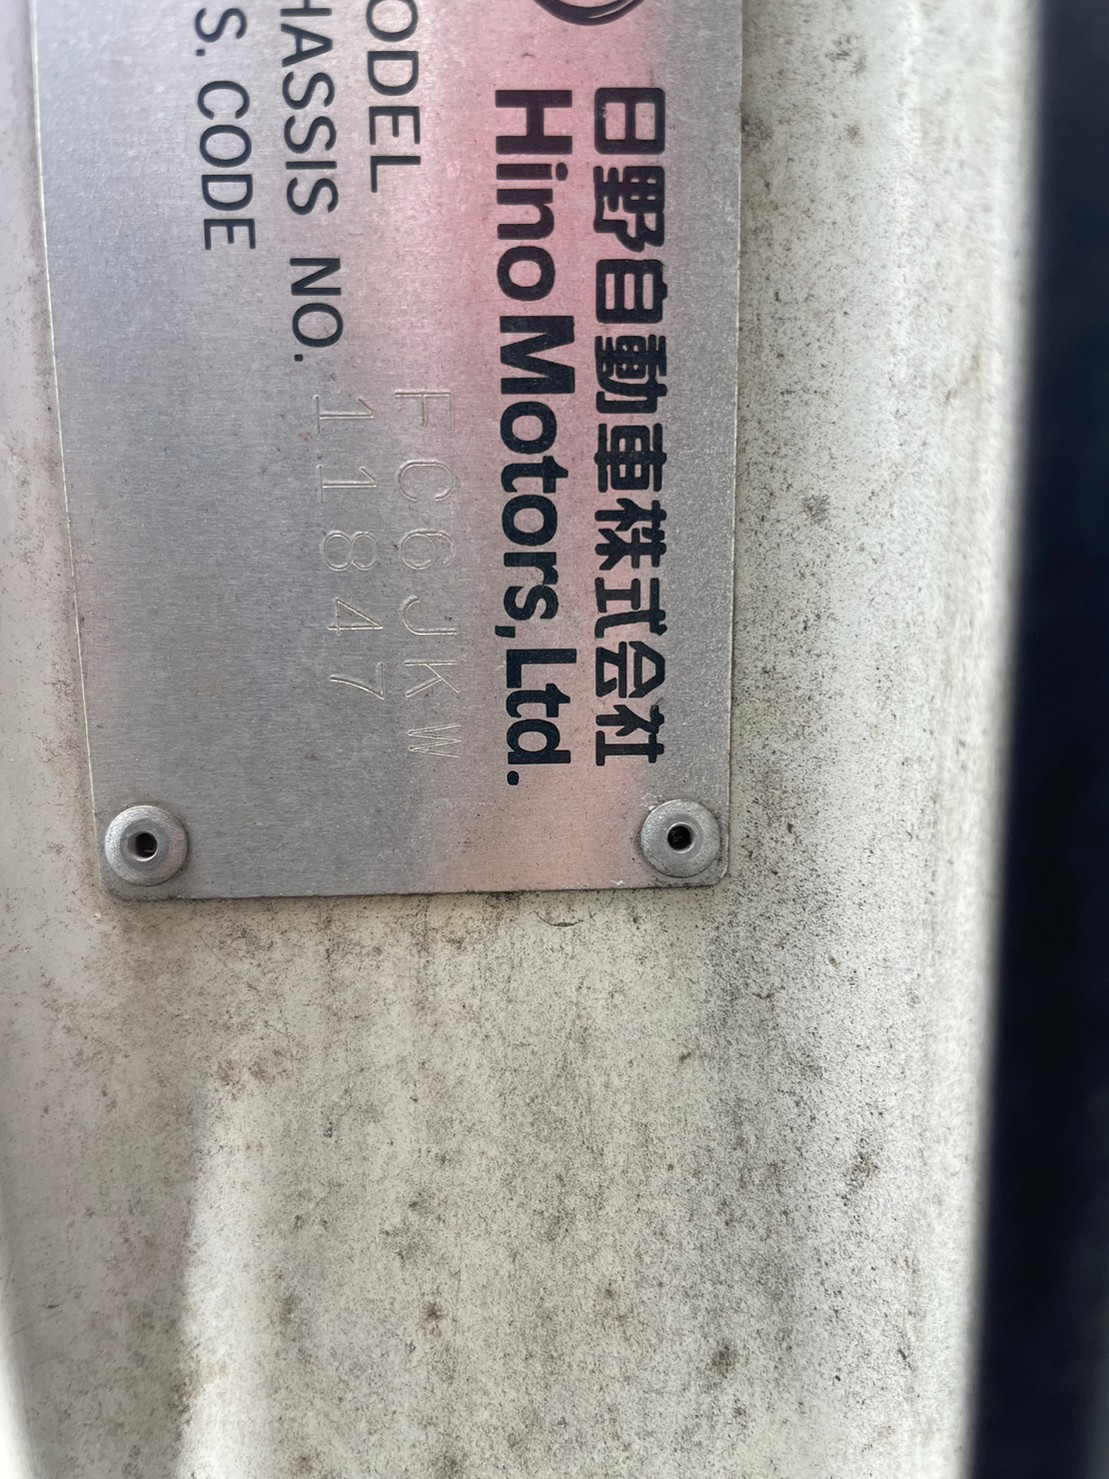 日野自動車株式会社
Hino Motors, Ltd.
ODEL FC6JKW
HASSIS NO. 11847
S. CODE